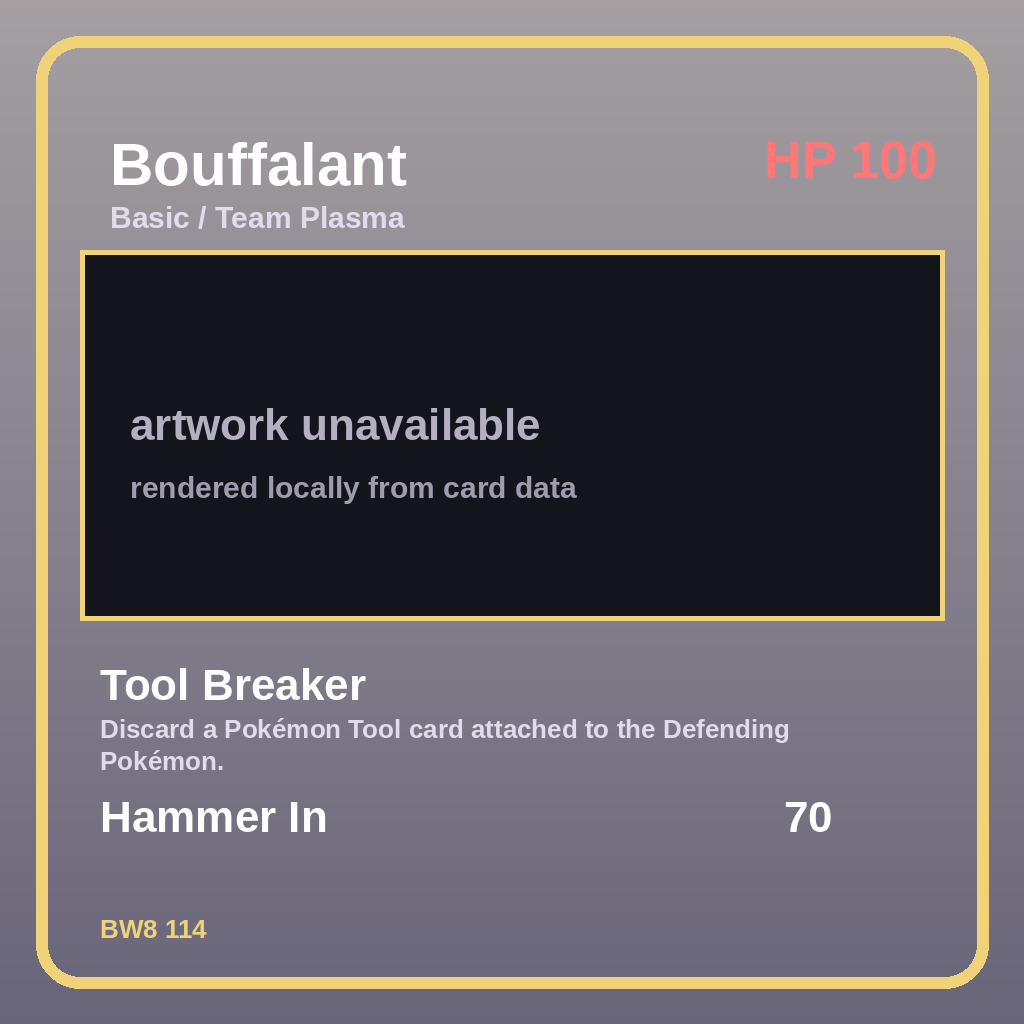 Bouffalant
HP 100
Basic / Team Plasma
artwork unavailable
rendered locally from card data
Tool Breaker
Discard a Pokémon Tool card attached to the Defending
Pokémon.
Hammer In 70
BW8 114